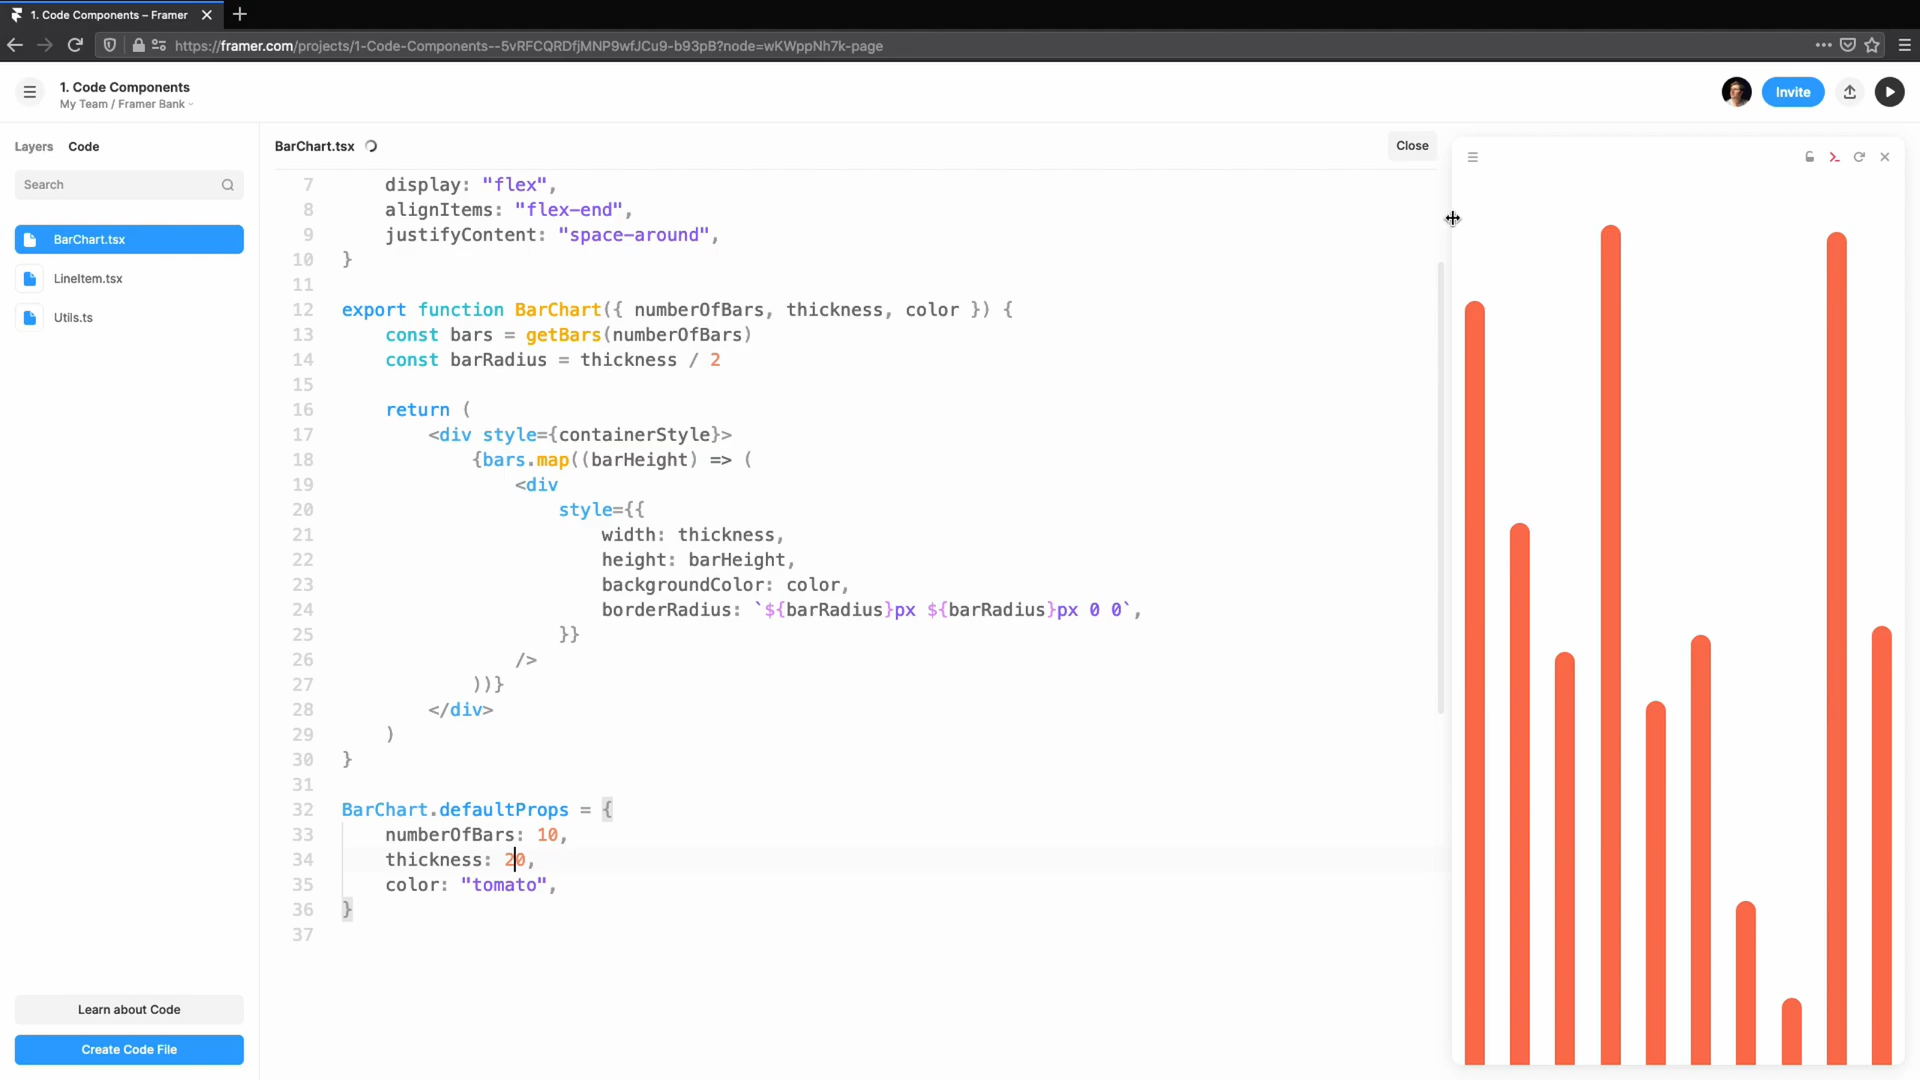 1. Code Components – Framer
https://framer.com/projects/1-Code-Components--5vRFCQRDfjMNP9wfJCu9-b93pB?node=wKWppNh7k-page
1. Code Components
My Team / Framer Bank
Invite
Layers Code
Search
BarChart.tsx
LineItem.tsx
Utils.ts
Learn about Code
Create Code File
BarChart.tsx
Close
7 display: "flex",
8 alignItems: "flex-end",
9 justifyContent: "space-around",
10 }
11
12 export function BarChart({ numberOfBars, thickness, color }) {
13 const bars = getBars(numberOfBars)
14 const barRadius = thickness / 2
15
16 return (
17 <div style={containerStyle}>
18 {bars.map((barHeight) => (
19 <div
20 style={{
21 width: thickness,
22 height: barHeight,
23 backgroundColor: color,
24 borderRadius: `${barRadius}px ${barRadius}px 0 0`,
25 }}
26 />
27 ))}
28 </div>
29 )
30 }
31
32 BarChart.defaultProps = {
33 numberOfBars: 10,
34 thickness: 20,
35 color: "tomato",
36 }
37